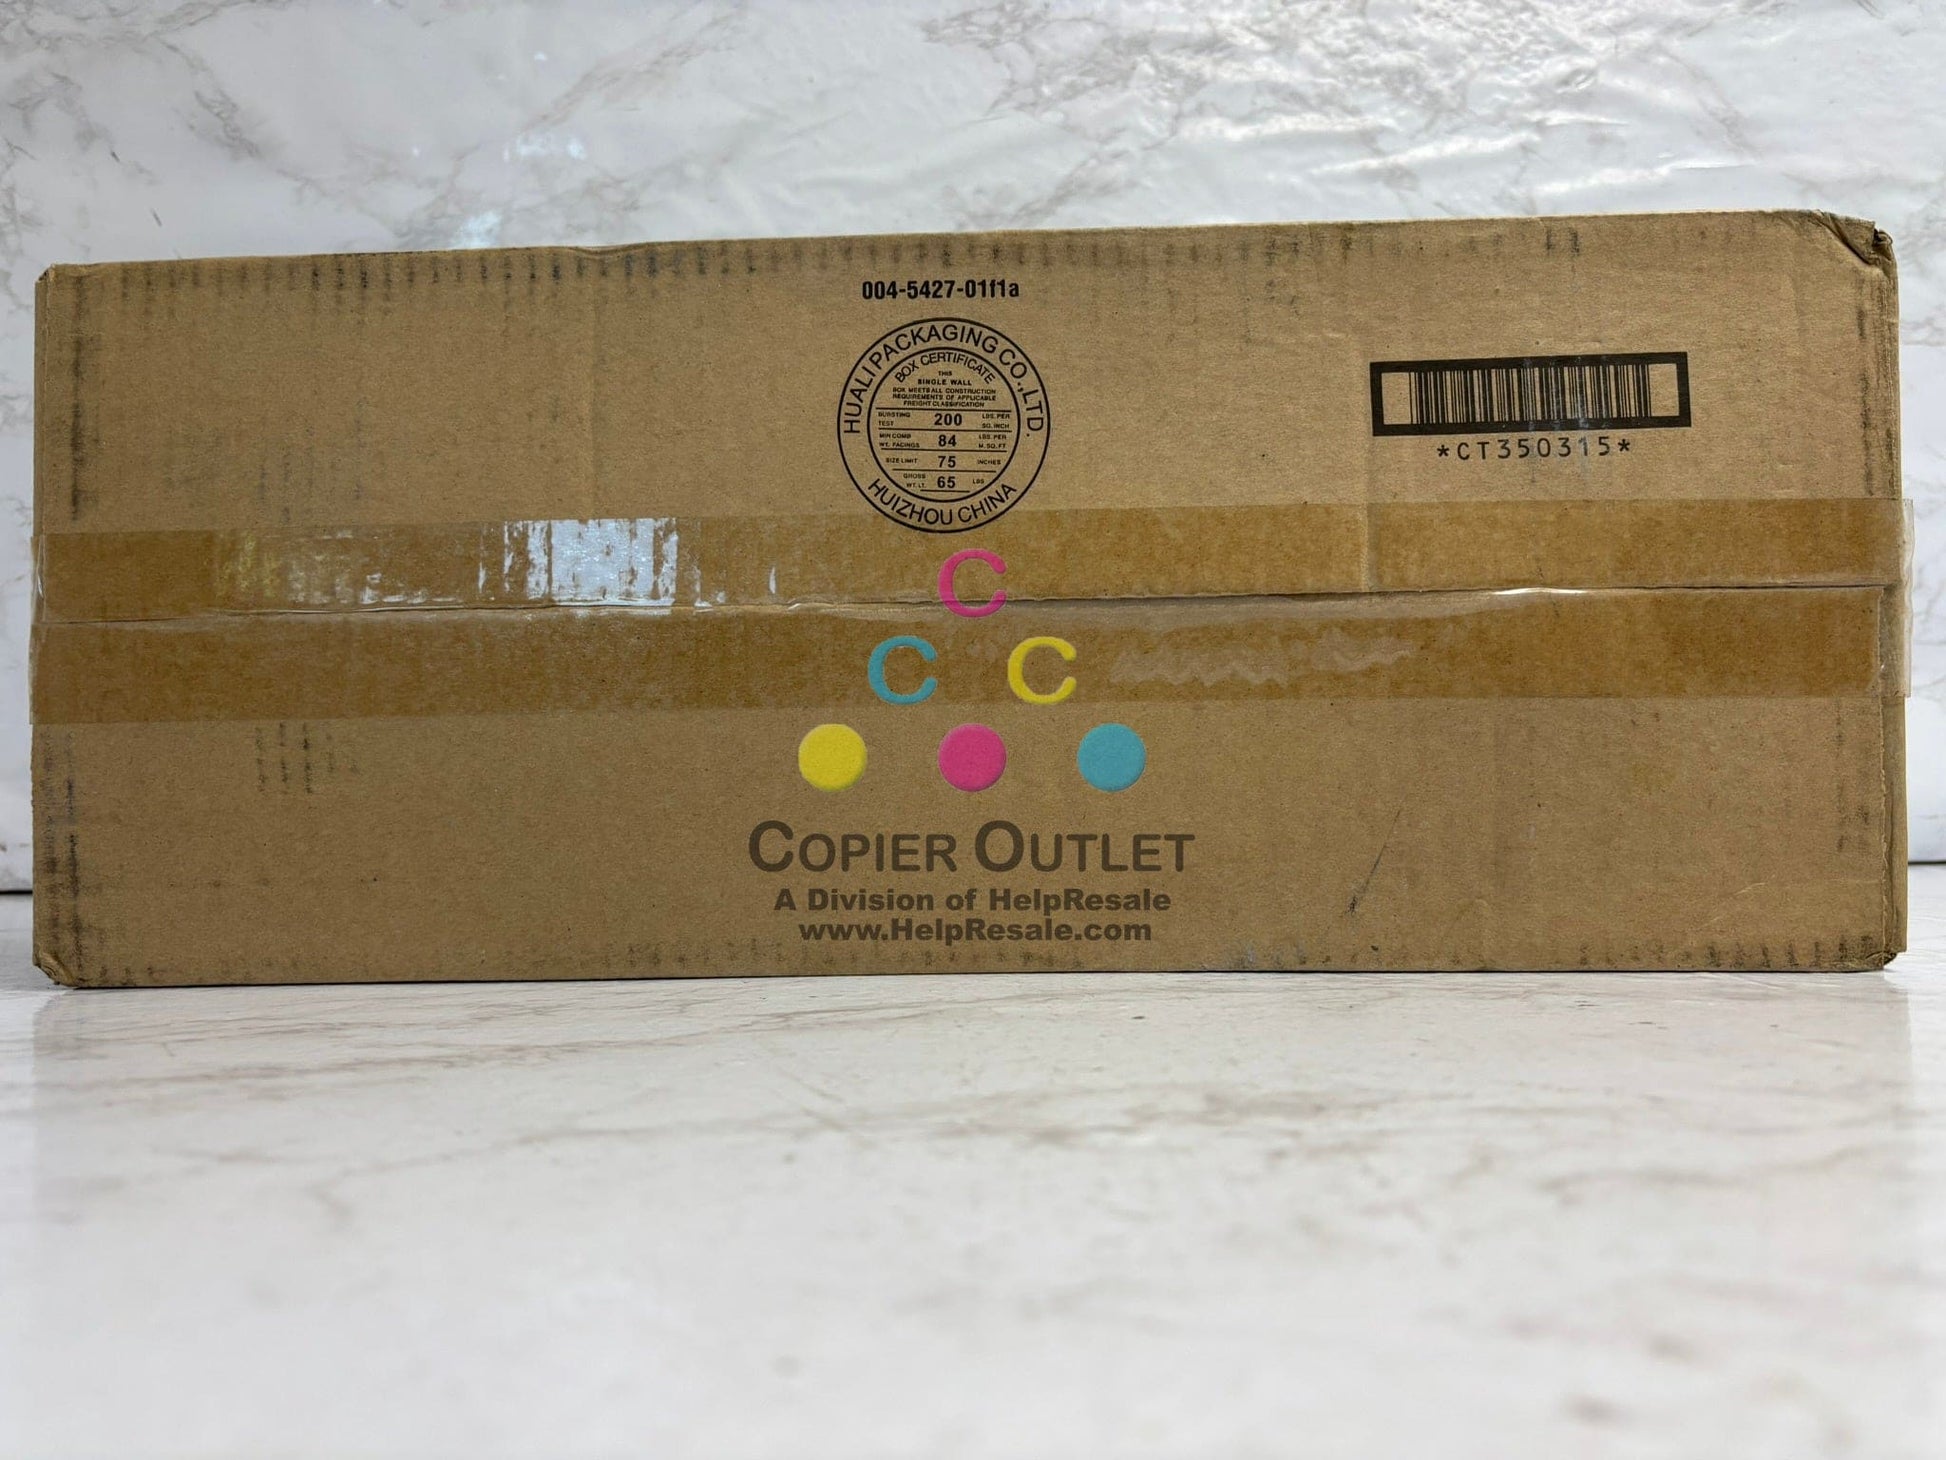 004-5427-01f1a
HUALI PACKAGING CO.,LTD.
BOX CERTIFICATE
THIS
SINGLE WALL
BOX MEETS ALL CONSTRUCTION
REQUIREMENTS OF APPLICABLE
FREIGHT CLASSIFICATION
BURSTING TEST 200 LBS. PER SQ. INCH
MIN COMB WT. FACINGS 84 LBS. PER M. SQ. FT
SIZE LIMIT 75 INCHES
GROSS WT. LT. 65 LBS
HUIZHOU CHINA
*CT350315*
C
C C
COPIER OUTLET
A Division of HelpResale
www.HelpResale.com